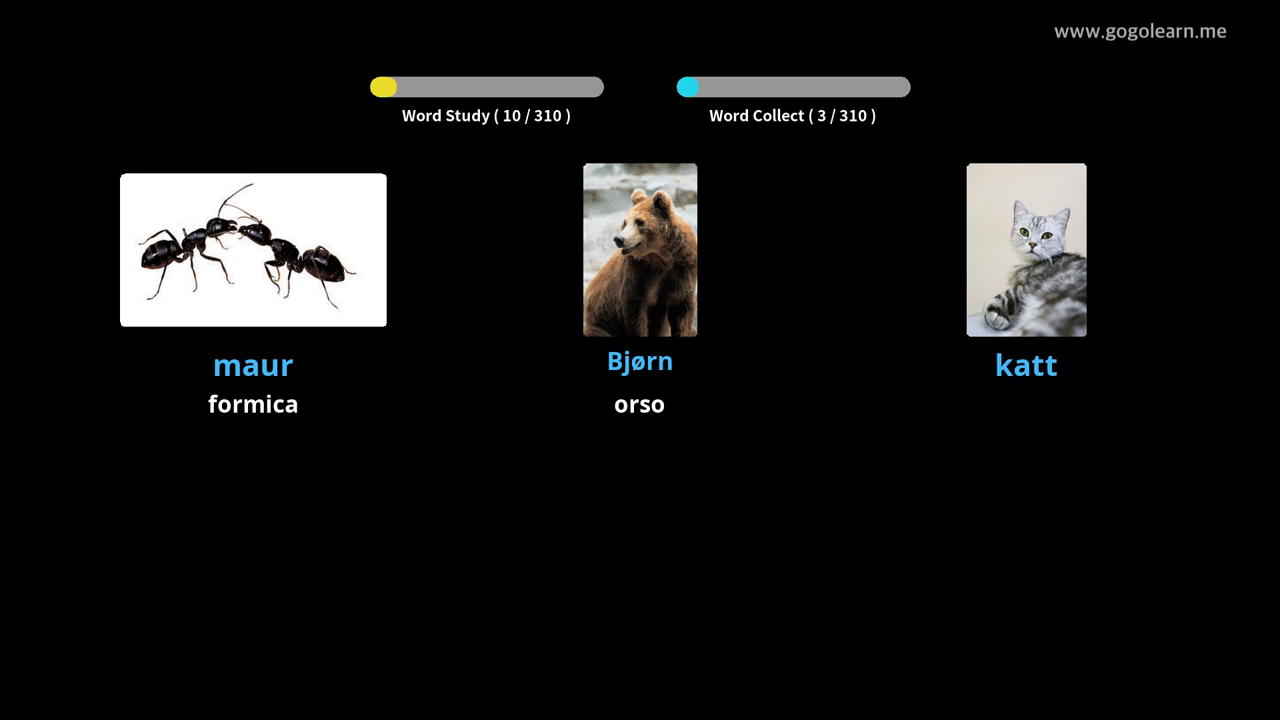 www.gogolearn.me
Word Study ( 10 / 310 )
Word Collect ( 3 / 310 )
maur
formica
Bjørn
orso
katt